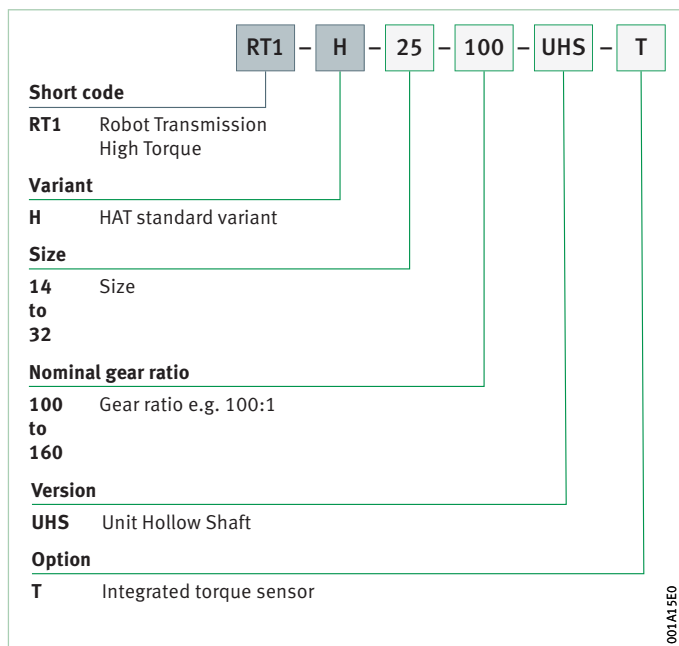 RT1 – H – 25 – 100 – UHS – T
Short code
RT1 Robot Transmission
High Torque
Variant
H HAT standard variant
Size
14 Size
to
32
Nominal gear ratio
100 Gear ratio e.g. 100:1
to
160
Version
UHS Unit Hollow Shaft
Option
T Integrated torque sensor
001A15E0